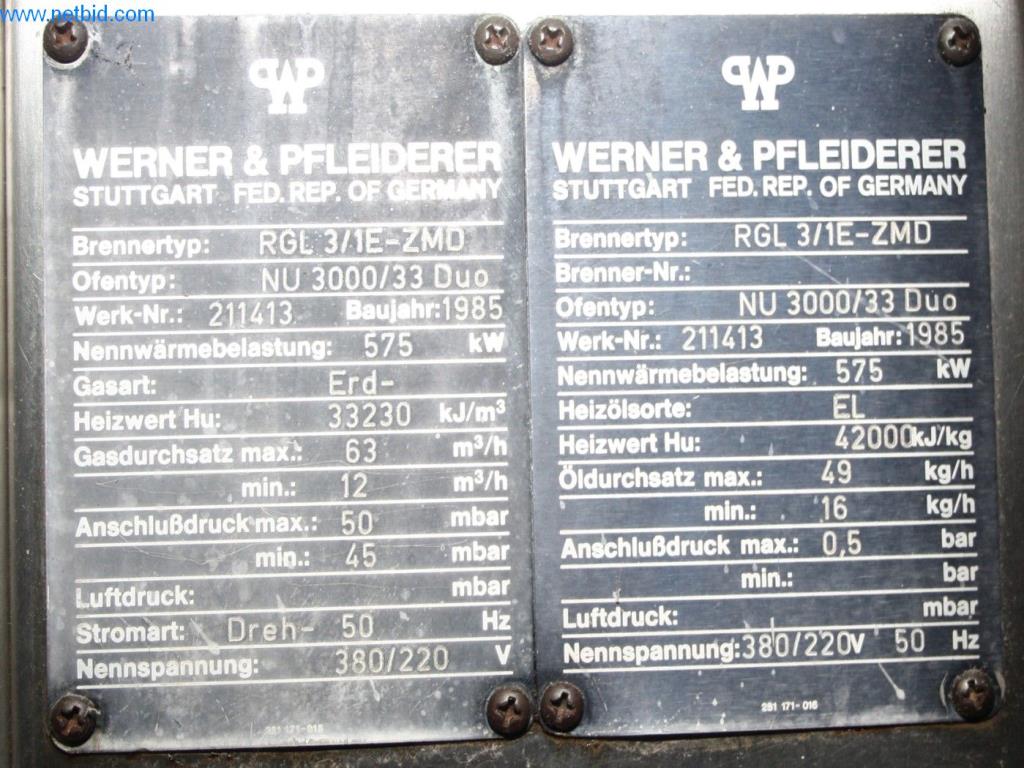 www.netbid.com
WP
WERNER & PFLEIDERER
STUTTGART FED. REP. OF GERMANY
Brennertyp: RGL 3/1E-ZMD
Ofentyp: NU 3000/33 Duo
Werk-Nr.: 211413 Baujahr: 1985
Nennwärmebelastung: 575 kW
Gasart: Erd-
Heizwert Hu: 33230 kJ/m³
Gasdurchsatz max.: 63 m³/h
min.: 12 m³/h
Anschlußdruck max.: 50 mbar
min.: 45 mbar
Luftdruck: mbar
Stromart: Dreh- 50 Hz
Nennspannung: 380/220 V
281 171-015
WP
WERNER & PFLEIDERER
STUTTGART FED. REP. OF GERMANY
Brennertyp: RGL 3/1E-ZMD
Brenner-Nr.:
Ofentyp: NU 3000/33 Duo
Werk-Nr.: 211413 Baujahr: 1985
Nennwärmebelastung: 575 kW
Heizölsorte: EL
Heizwert Hu: 42000 kJ/kg
Öldurchsatz max.: 49 kg/h
min.: 16 kg/h
Anschlußdruck max.: 0,5 bar
min.: bar
Luftdruck: mbar
Nennspannung: 380/220 V 50 Hz
281 171-016